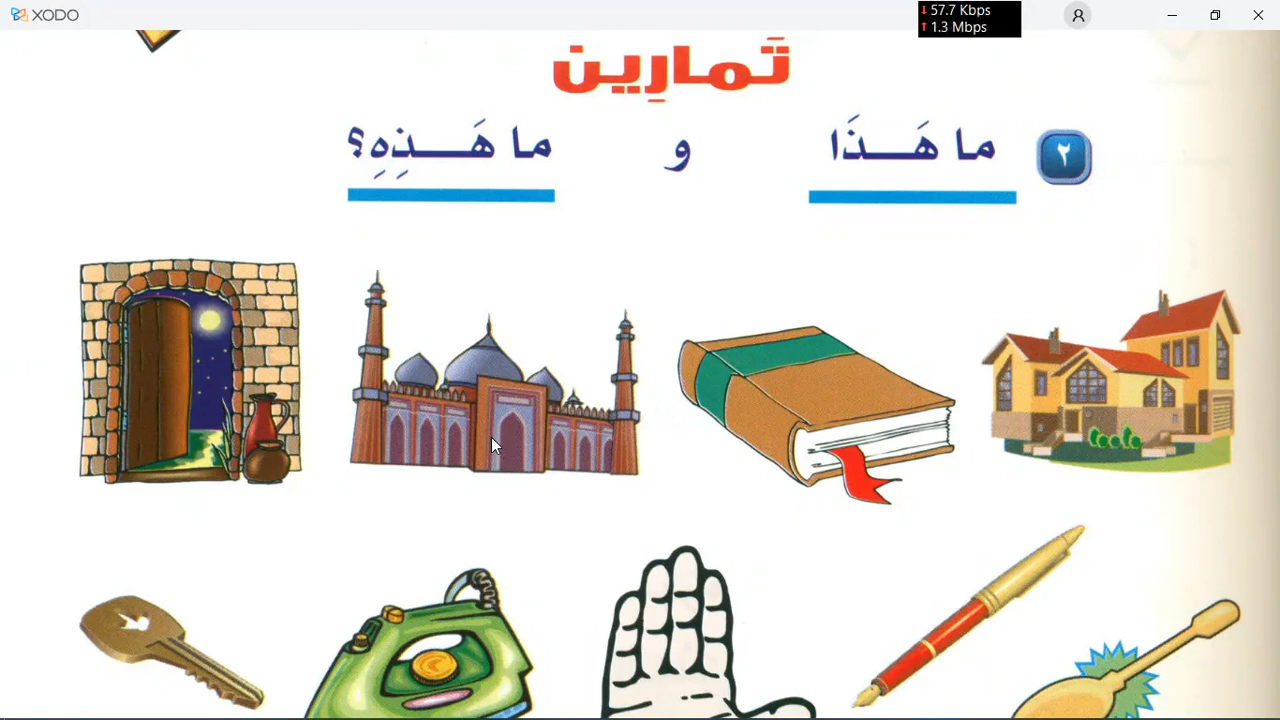 XODO
57.7 Kbps
1.3 Mbps
تَمارِين
٢ ما هَـــذَا و ما هَـــذِهِ؟